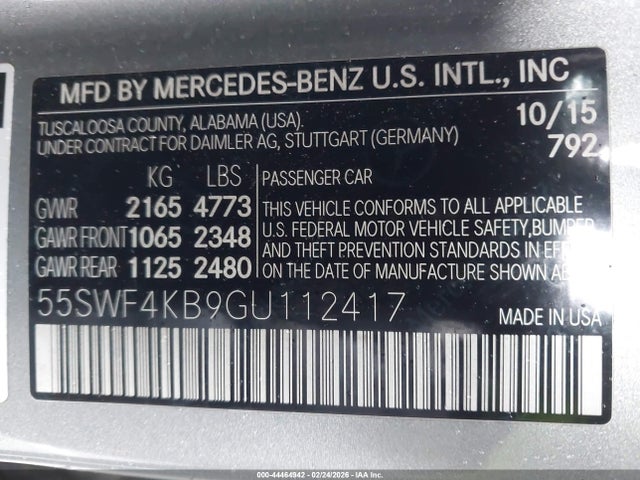 MFD BY MERCEDES-BENZ U.S. INTL., INC
TUSCALOOSA COUNTY, ALABAMA (USA). 10/15
UNDER CONTRACT FOR DAIMLER AG, STUTTGART (GERMANY) 792
KG LBS PASSENGER CAR
GVWR 2165 4773 THIS VEHICLE CONFORMS TO ALL APPLICABLE
GAWR FRONT 1065 2348 U.S. FEDERAL MOTOR VEHICLE SAFETY, BUMPER
AND THEFT PREVENTION STANDARDS IN EFFE
GAWR REAR 1125 2480 ON THE DATE OF MANUFACTURE SHOWN ABO
55SWF4KB9GU112417 MADE IN USA
000-44464942 - 02/24/2026 - IAA Inc.